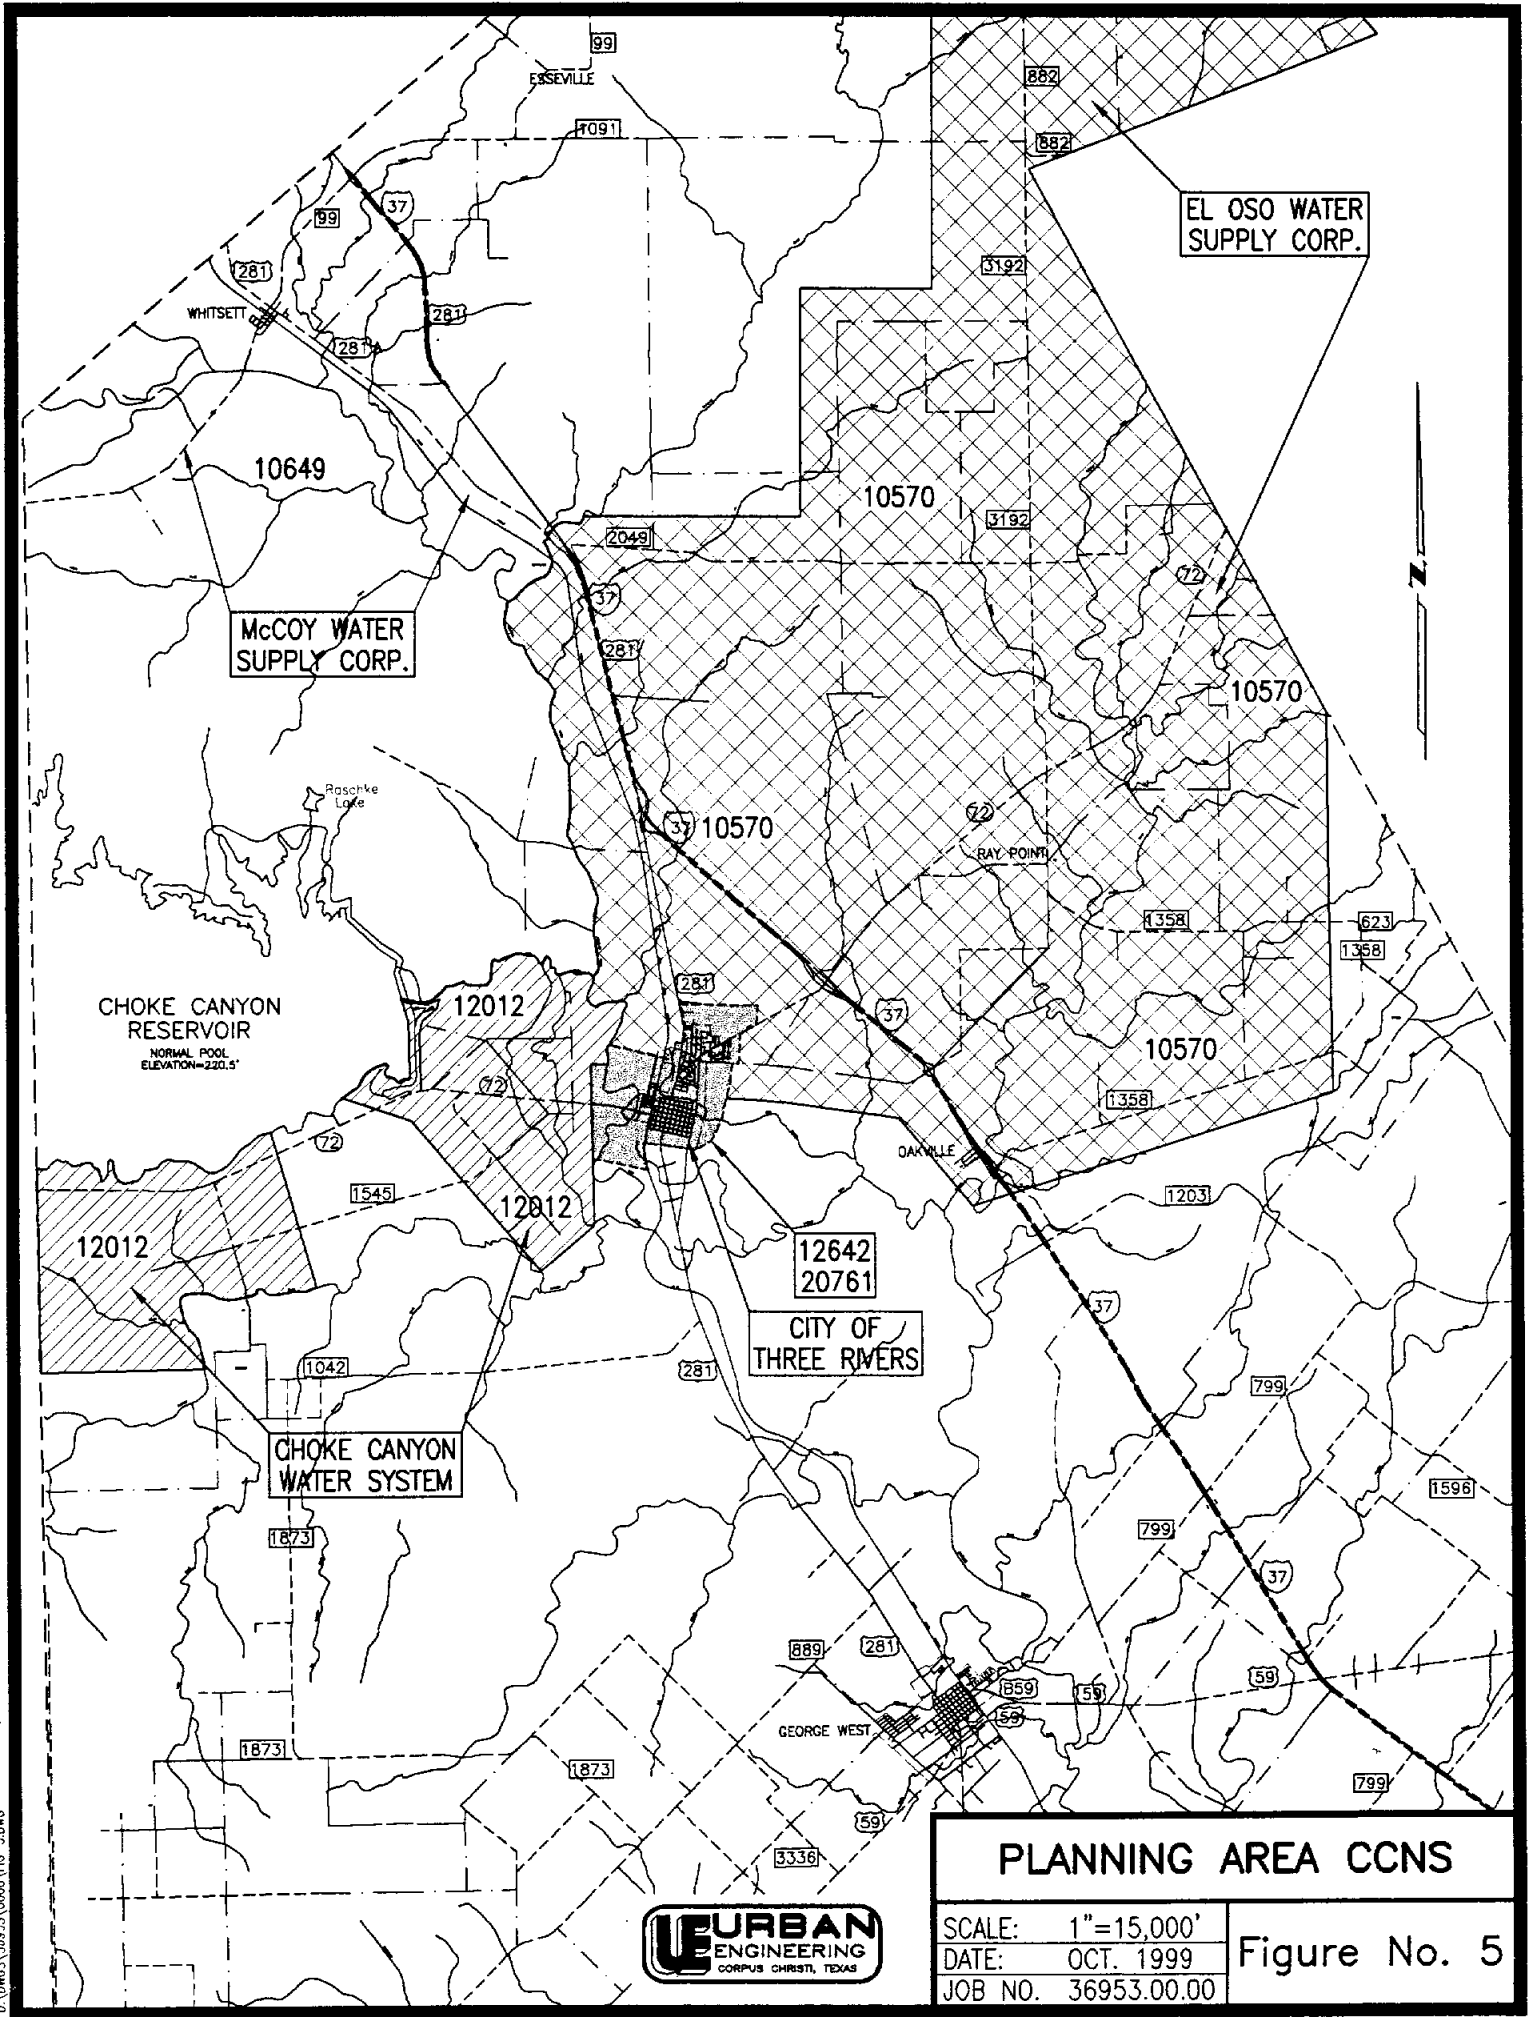 99
ESSEVILLE
882
1091
882
37
99
EL OSO WATER
SUPPLY CORP.
281
3192
WHITSETT
281
281
10649
10570
3192
2049
72
37
McCOY WATER
SUPPLY CORP.
281
10570
N
Raschke
Lake
37
10570
72
RAY POINT
1358
623
1358
281
12012
CHOKE CANYON
RESERVOIR
NORMAL POOL
ELEVATION=220.5'
37
10570
72
1358
72
OAKVILLE
1545
12012
1203
12012
12642
20761
37
CITY OF
THREE RIVERS
1042
281
799
CHOKE CANYON
WATER SYSTEM
1596
1873
799
37
889
281
59
859
59
59
GEORGE WEST
1873
1873
799
59
3336
PLANNING AREA CCNS
SCALE: 1"=15,000'
DATE: OCT. 1999
JOB NO. 36953.00.00
Figure No. 5
UE URBAN
ENGINEERING
CORPUS CHRISTI, TEXAS